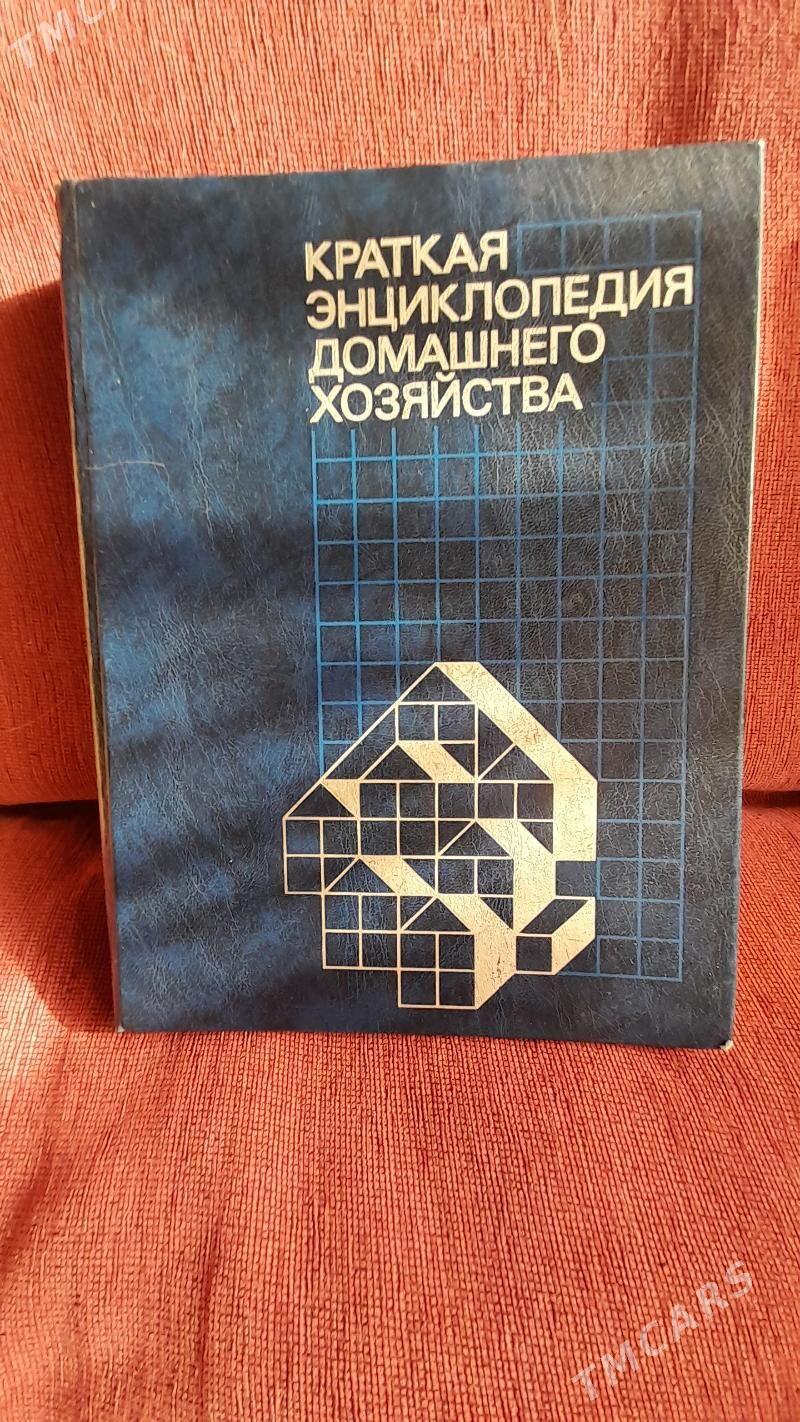 КРАТКАЯ
ЭНЦИКЛОПЕДИЯ
ДОМАШНЕГО
ХОЗЯЙСТВА
TMCARS